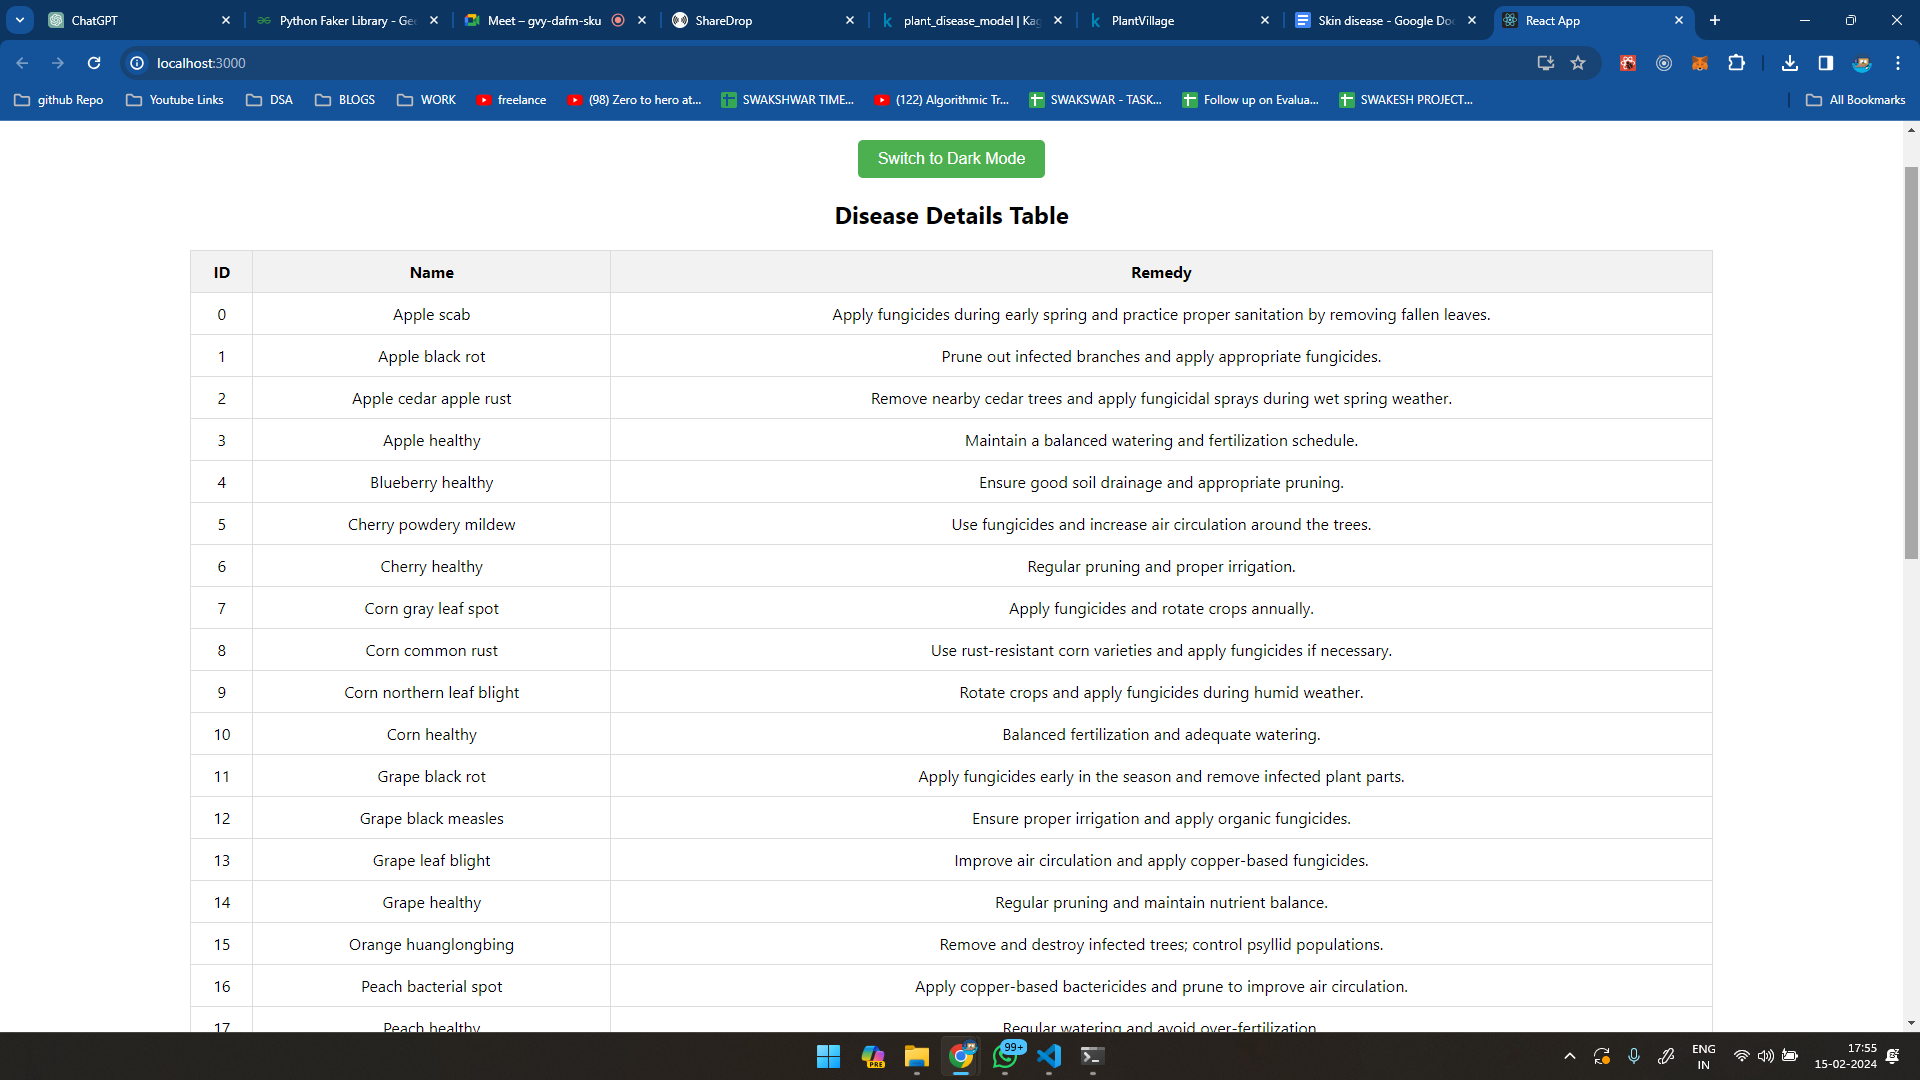 ChatGPT
Python Faker Library - Gee
Meet – gvy-dafm-sku
ShareDrop
plant_disease_model | Kag
PlantVillage
Skin disease - Google Doc
React App
localhost:3000
github Repo
Youtube Links
DSA
BLOGS
WORK
freelance
(98) Zero to hero at...
SWAKSHWAR TIME...
(122) Algorithmic Tr...
SWAKSWAR - TASK...
Follow up on Evalua...
SWAKESH PROJECT...
All Bookmarks
Switch to Dark Mode
Disease Details Table
ID Name Remedy
0 Apple scab Apply fungicides during early spring and practice proper sanitation by removing fallen leaves.
1 Apple black rot Prune out infected branches and apply appropriate fungicides.
2 Apple cedar apple rust Remove nearby cedar trees and apply fungicidal sprays during wet spring weather.
3 Apple healthy Maintain a balanced watering and fertilization schedule.
4 Blueberry healthy Ensure good soil drainage and appropriate pruning.
5 Cherry powdery mildew Use fungicides and increase air circulation around the trees.
6 Cherry healthy Regular pruning and proper irrigation.
7 Corn gray leaf spot Apply fungicides and rotate crops annually.
8 Corn common rust Use rust-resistant corn varieties and apply fungicides if necessary.
9 Corn northern leaf blight Rotate crops and apply fungicides during humid weather.
10 Corn healthy Balanced fertilization and adequate watering.
11 Grape black rot Apply fungicides early in the season and remove infected plant parts.
12 Grape black measles Ensure proper irrigation and apply organic fungicides.
13 Grape leaf blight Improve air circulation and apply copper-based fungicides.
14 Grape healthy Regular pruning and maintain nutrient balance.
15 Orange huanglongbing Remove and destroy infected trees; control psyllid populations.
16 Peach bacterial spot Apply copper-based bactericides and prune to improve air circulation.
17 Peach healthy Regular watering and avoid over-fertilization
PRE
99+
ENG
IN
17:55
15-02-2024